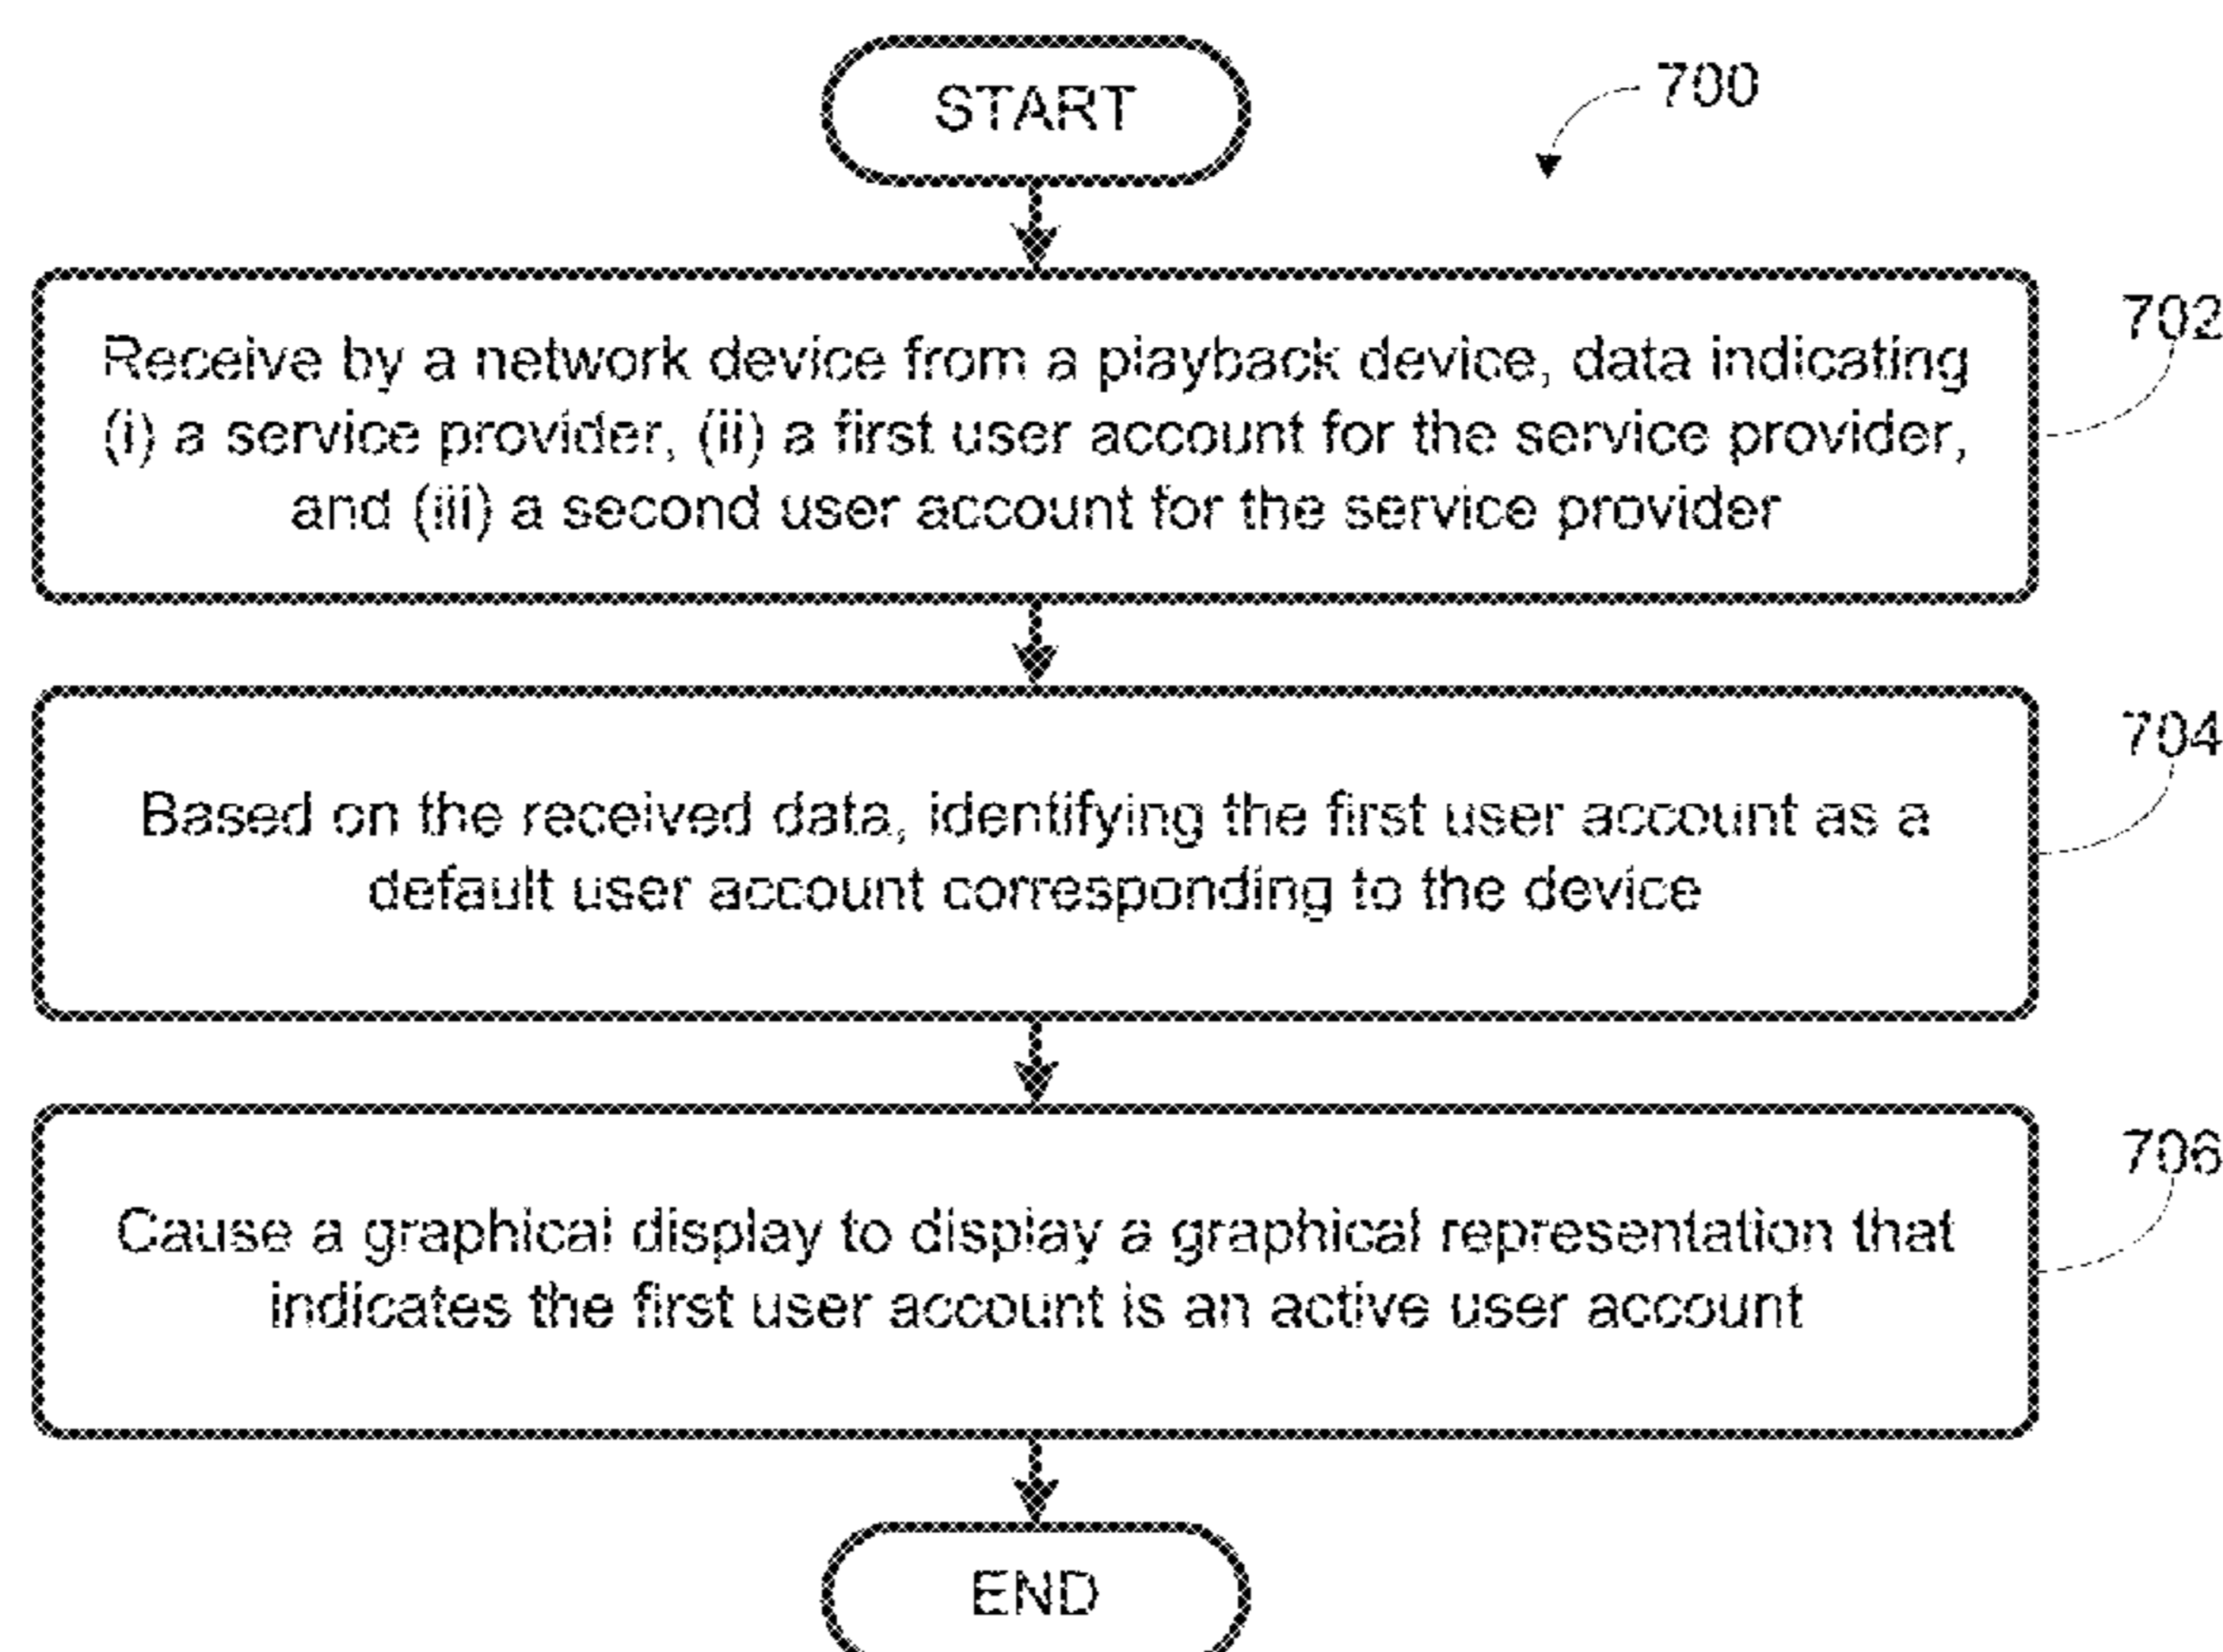 START
700
Receive by a network device from a playback device, data indicating
(i) a service provider, (ii) a first user account for the service provider,
and (iii) a second user account for the service provider
702
Based on the received data, identifying the first user account as a
default user account corresponding to the device
704
Cause a graphical display to display a graphical representation that
indicates the first user account is an active user account
706
END